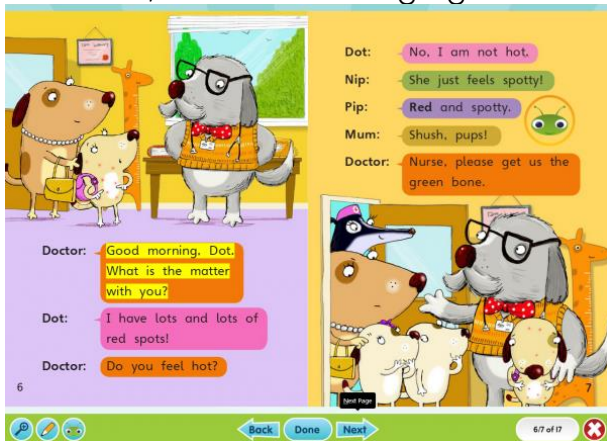 Doctor: Good morning, Dot.
What is the matter
with you?
Dot: I have lots and lots of
red spots!
Doctor: Do you feel hot?
6
Dot: No, I am not hot.
Nip: She just feels spotty!
Pip: Red and spotty.
Mum: Shush, pups!
Doctor: Nurse, please get us the
green bone.
7
Next Page
Back
Done
Next
6/7 of 17